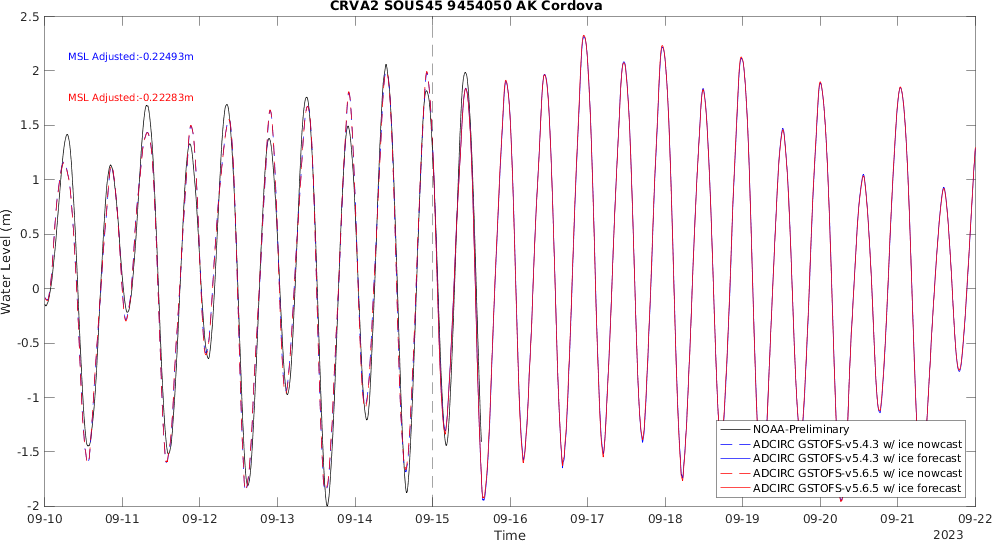 CRVA2 SOUS45 9454050 AK Cordova
2.5
MSL Adjusted:-0.22493m
2
MSL Adjusted:-0.22283m
1.5
1
0.5
Water Level (m)
0
-0.5
-1
-1.5
-2
NOAA-Preliminary
ADCIRC GSTOFS-v5.4.3 w/ ice nowcast
ADCIRC GSTOFS-v5.4.3 w/ ice forecast
ADCIRC GSTOFS-v5.6.5 w/ ice nowcast
ADCIRC GSTOFS-v5.6.5 w/ ice forecast
09-10 09-11 09-12 09-13 09-14 09-15 09-16 09-17 09-18 09-19 09-20 09-21 09-22
Time
2023